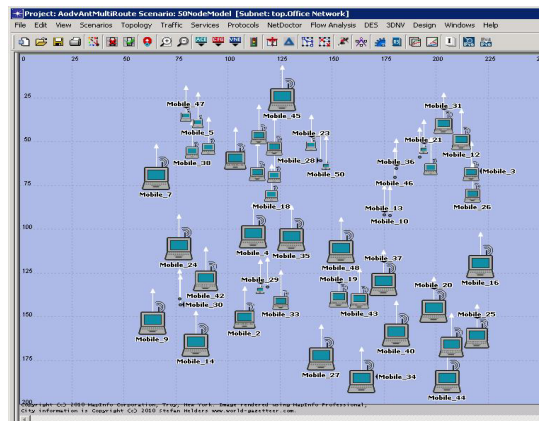 Project: AodvAntMultiRoute Scenario: 50NodeModel [Subnet: top.Office Network]
File Edit View Scenarios Topology Traffic Services Protocols NetDoctor Flow Analysis DES 3DNV Design Windows Help
0 25 50 75 100 125 150 175 200 225
25
50
75
100
125
150
175
200
Mobile_47
Mobile_45
Mobile_31
Mobile_5
Mobile_23
Mobile_21
Mobile_38
Mobile_28
Mobile_36
Mobile_12
Mobile_7
Mobile_50
Mobile_3
Mobile_46
Mobile_26
Mobile_18
Mobile_13
Mobile_10
Mobile_24
Mobile_4
Mobile_35
Mobile_48
Mobile_37
Mobile_16
Mobile_42
Mobile_29
Mobile_19
Mobile_20
Mobile_30
Mobile_33
Mobile_43
Mobile_25
Mobile_9
Mobile_2
Mobile_40
Mobile_14
Mobile_27
Mobile_34
Mobile_44
Copyright (c) 2010 MapInfo Corporation, Troy, New York. Image rendered using MapInfo Professional,
City information is Copyright (c) 2010 Stefan Helders www.world-gazetteer.com.